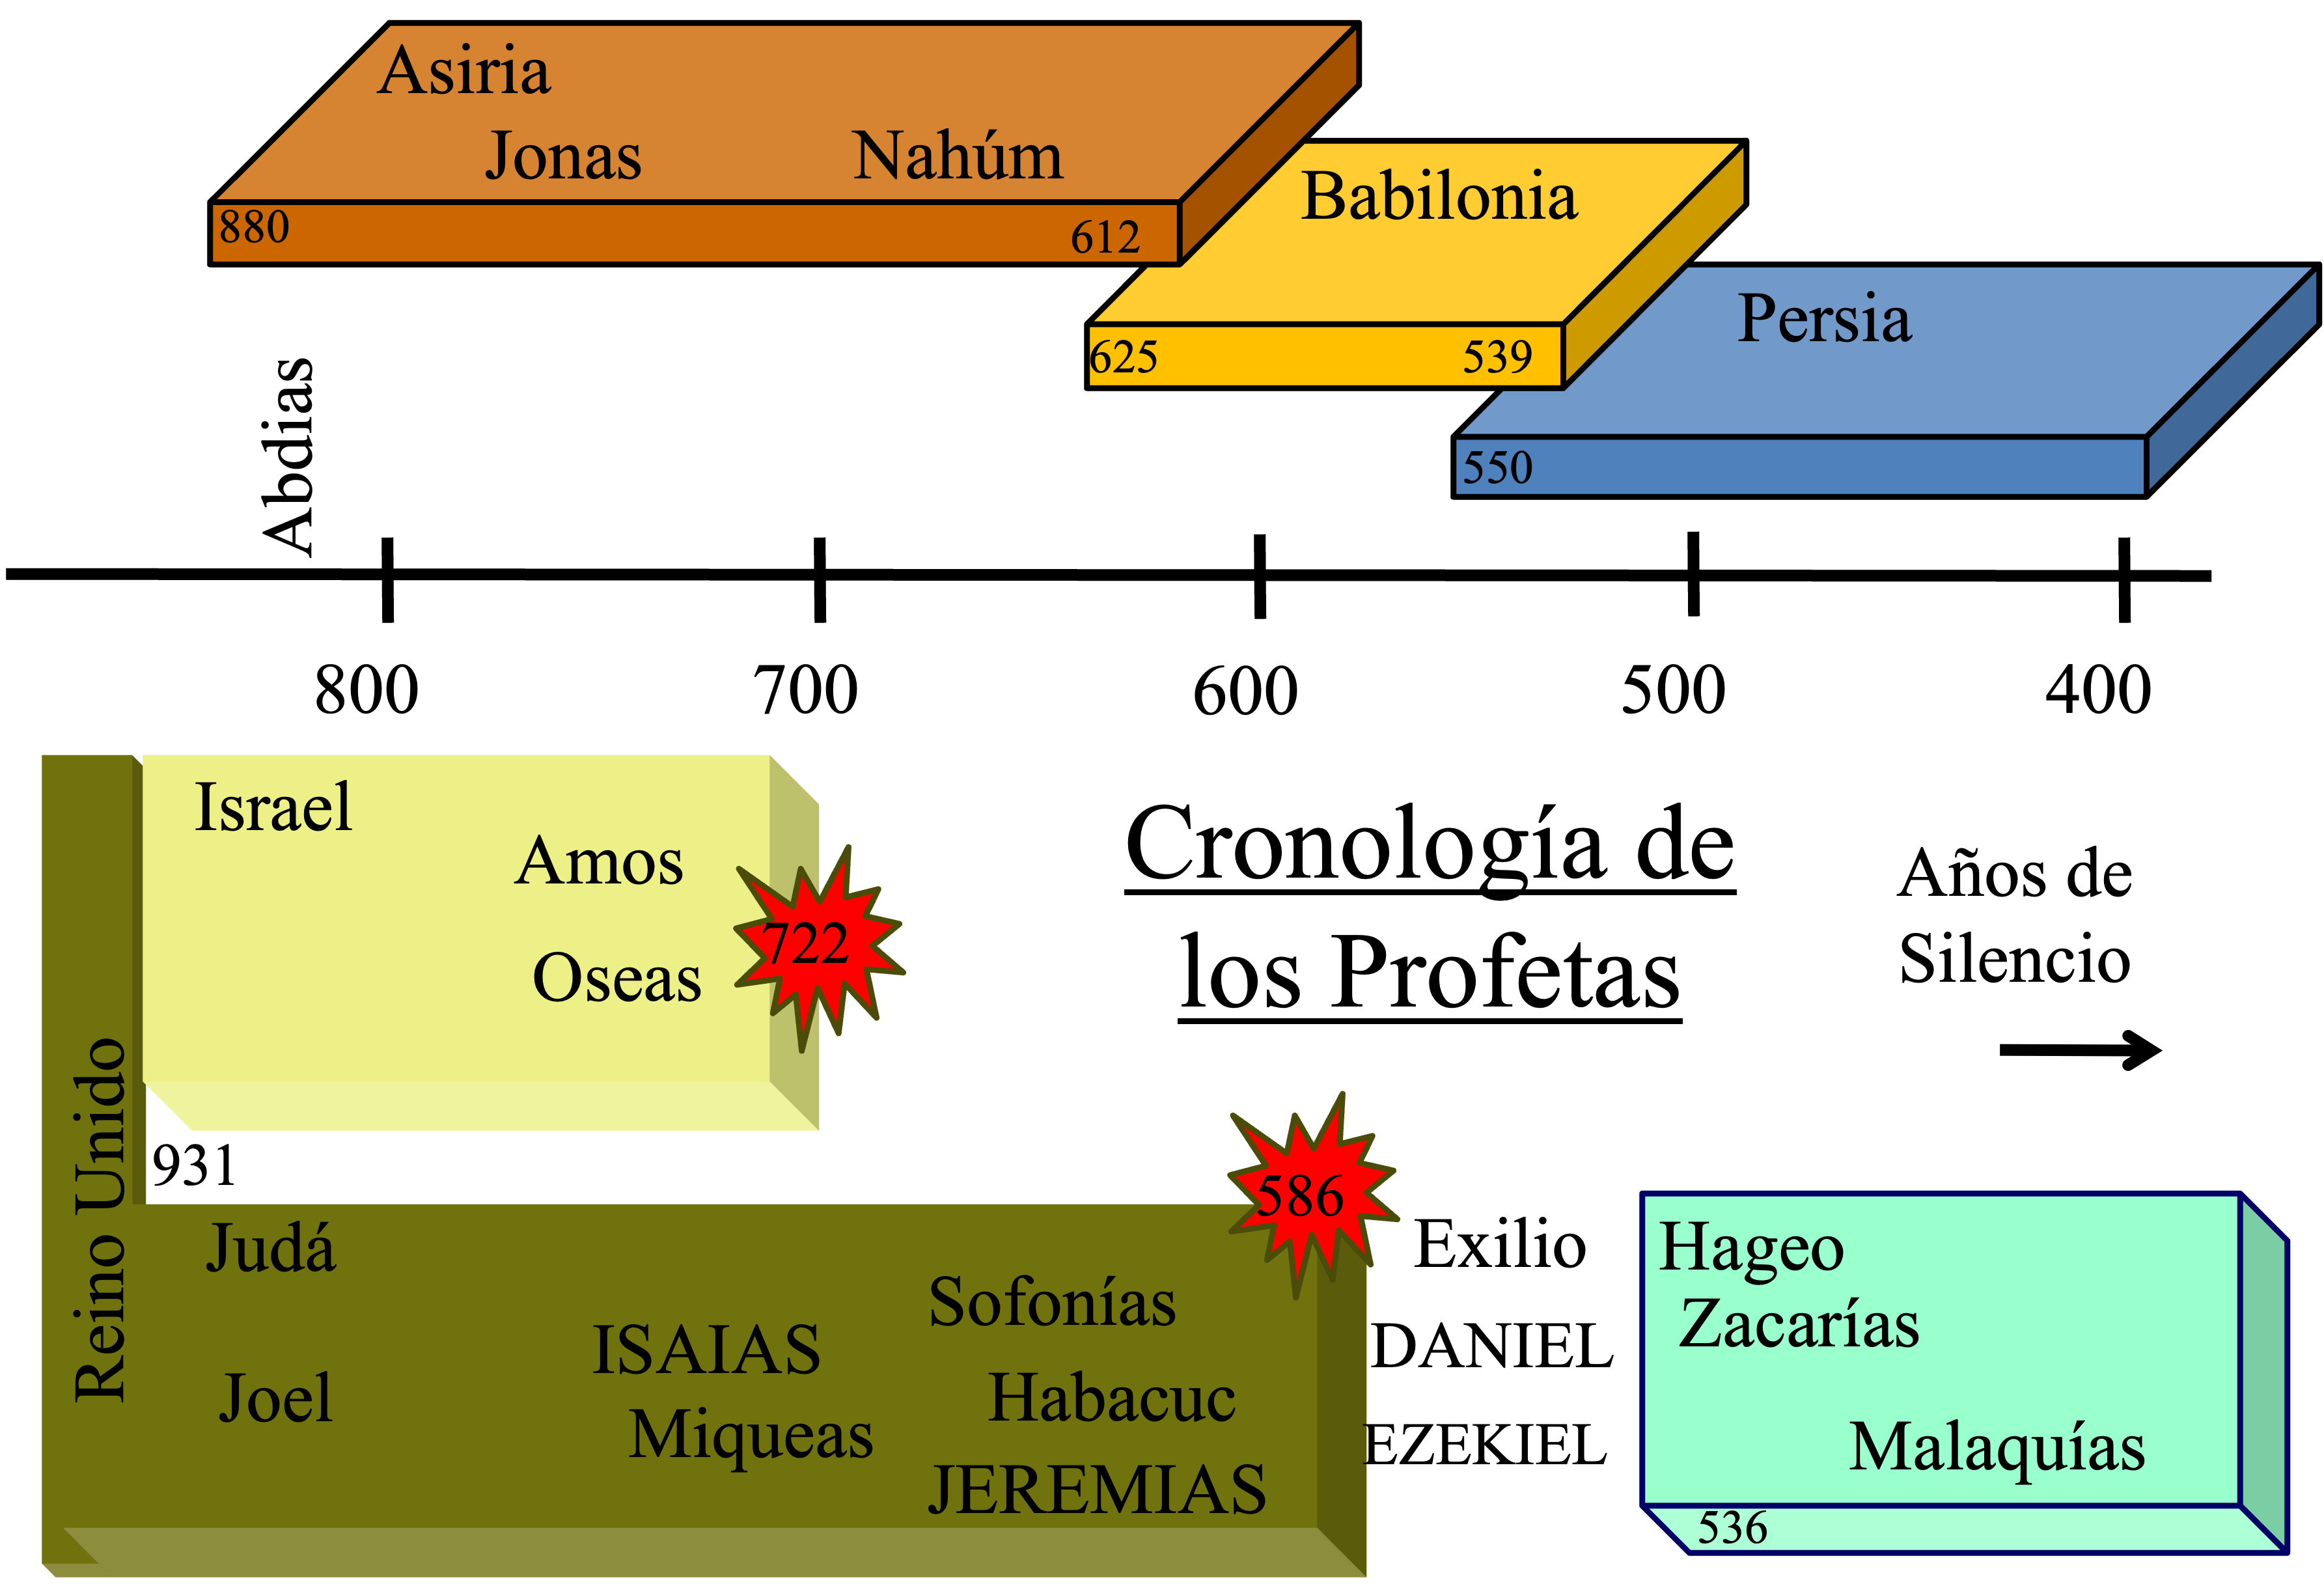 Asiria
Jonas
Nahúm
880
612
Babilonia
625
539
Persia
550
Abdias
800
700
600
500
400
Israel
Amos
Oseas
722
Cronología de
los Profetas
Años de
Silencio
Reino Unido
931
586
Judá
Joel
ISAIAS
Miqueas
Sofonías
Habacuc
JEREMIAS
Exilio
DANIEL
EZEKIEL
Hageo
Zacarías
Malaquías
536